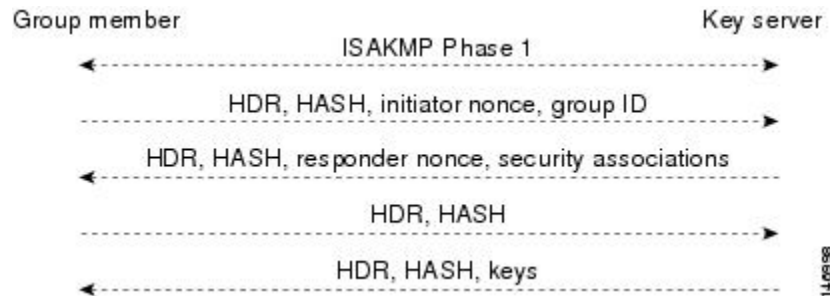 Group member
Key server
ISAKMP Phase 1
HDR, HASH, initiator nonce, group ID
HDR, HASH, responder nonce, security associations
HDR, HASH
HDR, HASH, keys